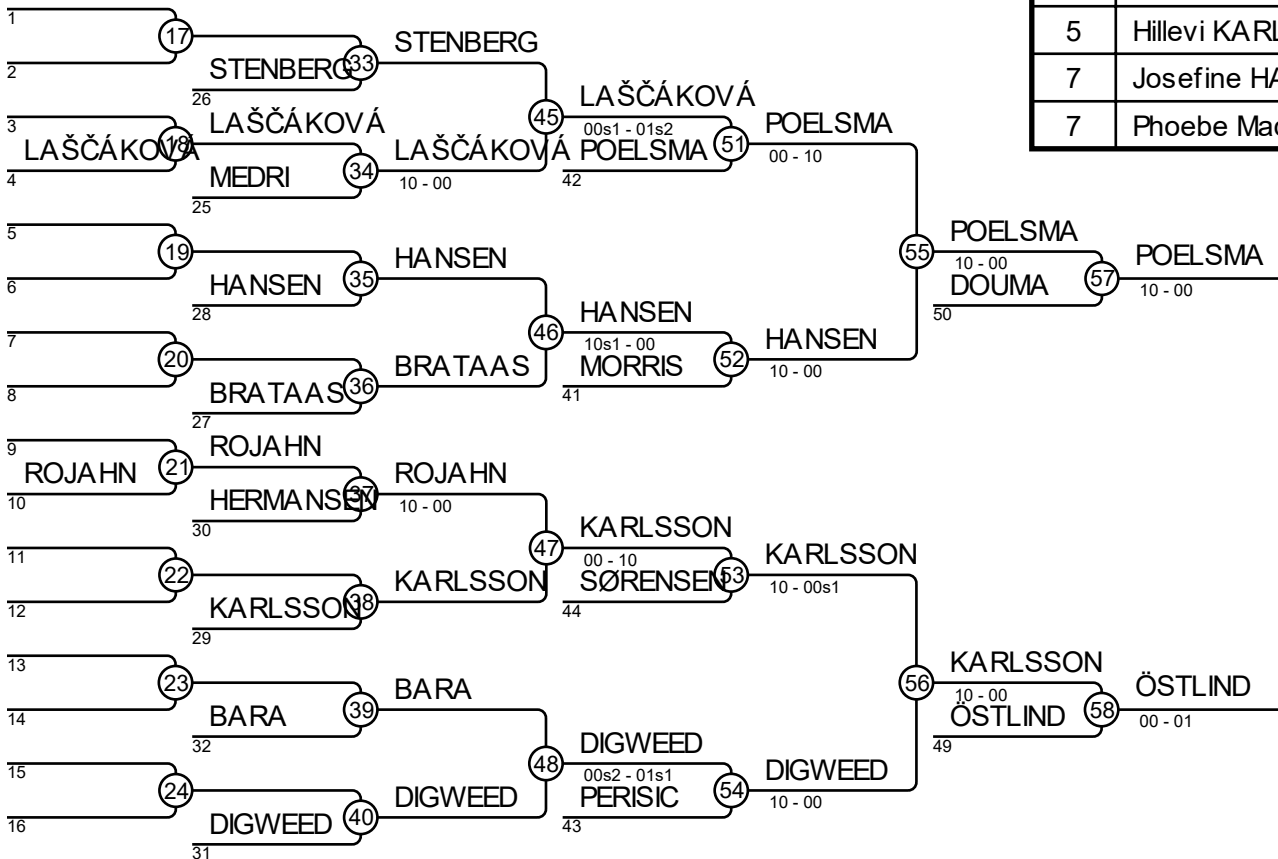 5 Hillevi KARL
7 Josefine HA
7 Phoebe Mac
1
17
2
STENBERG
33
STENBERG
26
3
LAŠČÁKOVÁ
18
4
LAŠČÁKOVÁ
MEDRI
34
25
LAŠČÁKOVÁ
10 - 00
45
LAŠČÁKOVÁ
00s1 - 01s2
POELSMA
51
42
POELSMA
00 - 10
5
19
6
HANSEN
35
28
HANSEN
7
20
8
BRATAAS
36
27
BRATAAS
46
HANSEN
10s1 - 00
MORRIS
52
41
HANSEN
10 - 00
55
POELSMA
10 - 00
DOUMA
57
50
POELSMA
10 - 00
9
ROJAHN
21
10
ROJAHN
HERMANSEN
37
30
ROJAHN
10 - 00
11
22
12
KARLSSON
38
29
KARLSSON
47
KARLSSON
00 - 10
SØRENSEN
53
44
KARLSSON
10 - 00s1
13
23
14
BARA
39
32
BARA
15
24
16
DIGWEED
40
31
DIGWEED
48
DIGWEED
00s2 - 01s1
PERISIC
54
43
DIGWEED
10 - 00
56
KARLSSON
10 - 00
ÖSTLIND
58
49
ÖSTLIND
00 - 01